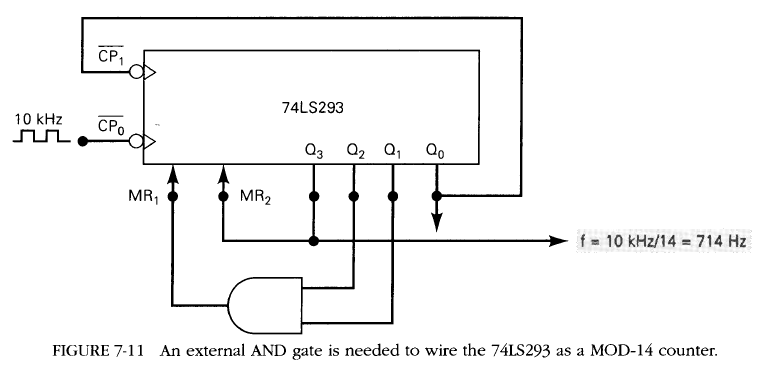 CP1
10 kHz
CP0
74LS293
Q3 Q2 Q1 Q0
MR1 MR2
f = 10 kHz/14 = 714 Hz
FIGURE 7-11 An external AND gate is needed to wire the 74LS293 as a MOD-14 counter.